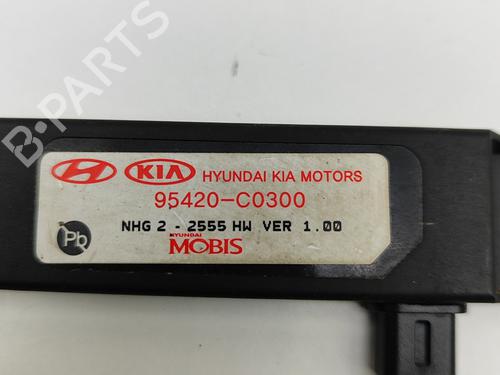 B-PARTS
KIA HYUNDAI KIA MOTORS
95420-C0300
NHG 2 - 2555 HW VER 1.00
Pb
HYUNDAI
MOBIS